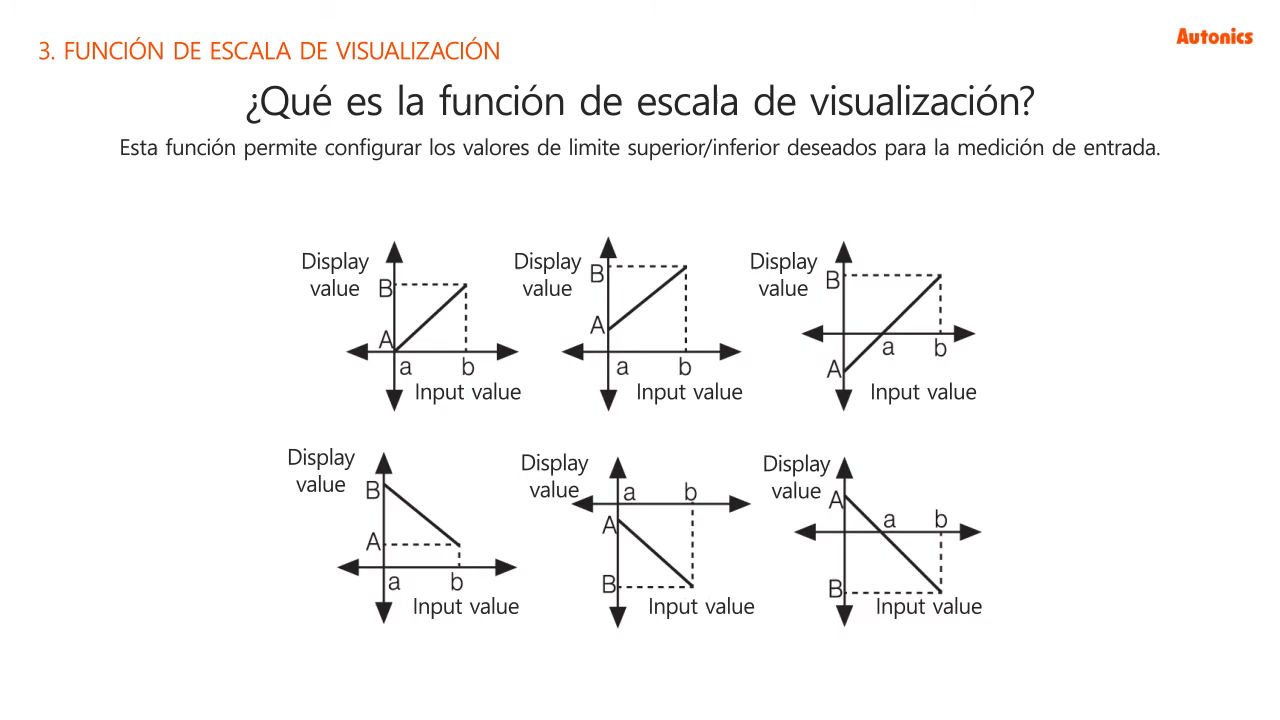 3. FUNCIÓN DE ESCALA DE VISUALIZACIÓN
Autonics
¿Qué es la función de escala de visualización?
Esta función permite configurar los valores de limite superior/inferior deseados para la medición de entrada.
Display
value
B
A
a
b
Input value
Display
value
B
A
a
b
Input value
Display
value
B
a
b
A
Input value
Display
value
B
A
a
b
Input value
Display
value
a
b
A
B
Input value
Display
value
A
a
b
B
Input value